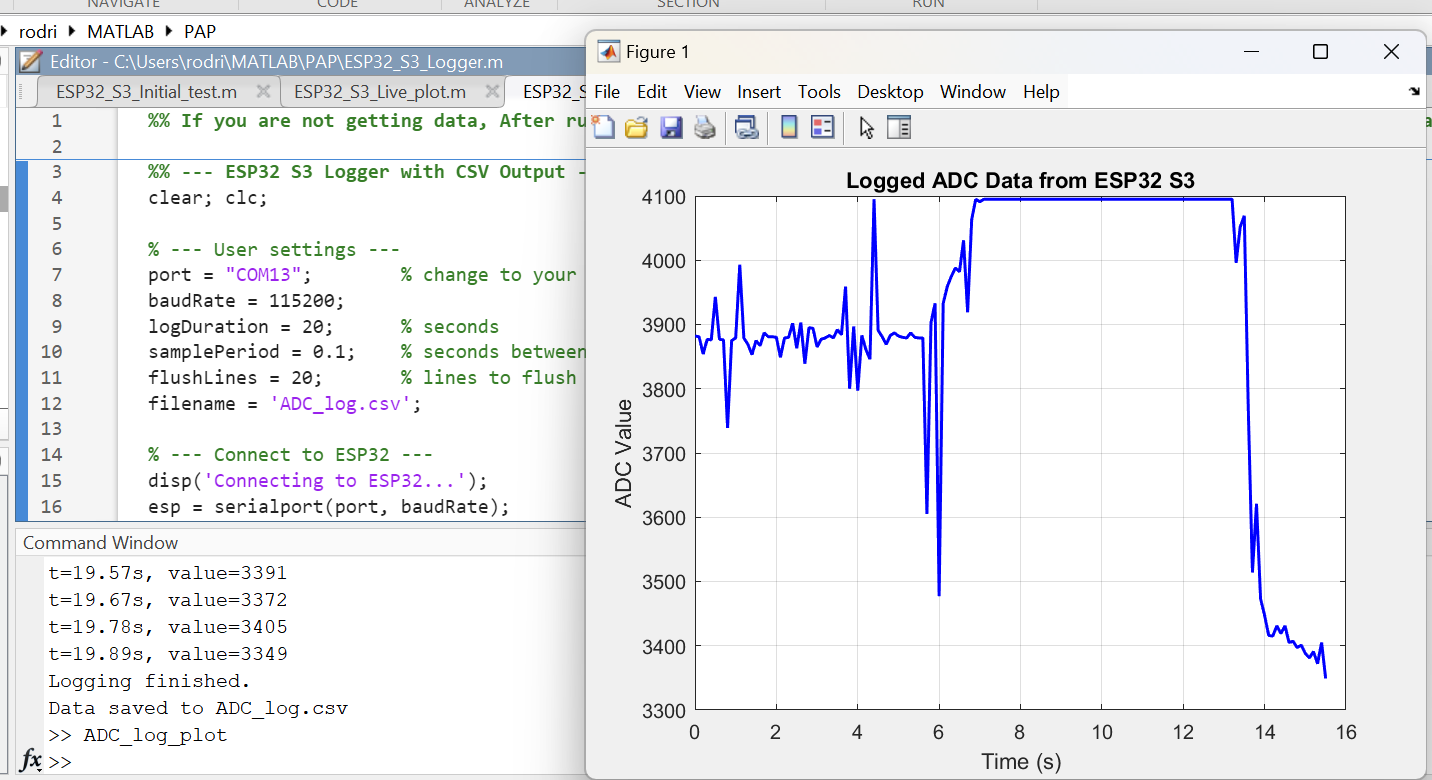 NAVIGATE CODE ANALYZE SECTION RUN
rodri MATLAB PAP
Editor - C:\Users\rodri\MATLAB\PAP\ESP32_S3_Logger.m
ESP32_S3_Initial_test.m ESP32_S3_Live_plot.m ESP32_S
1 %% If you are not getting data, After ru
2
3 %% --- ESP32 S3 Logger with CSV Output -
4 clear; clc;
5
6 % --- User settings ---
7 port = "COM13"; % change to your
8 baudRate = 115200;
9 logDuration = 20; % seconds
10 samplePeriod = 0.1; % seconds between
11 flushLines = 20; % lines to flush
12 filename = 'ADC_log.csv';
13
14 % --- Connect to ESP32 ---
15 disp('Connecting to ESP32...');
16 esp = serialport(port, baudRate);
Command Window
t=19.57s, value=3391
t=19.67s, value=3372
t=19.78s, value=3405
t=19.89s, value=3349
Logging finished.
Data saved to ADC_log.csv
>> ADC_log_plot
fx >>
Figure 1
File Edit View Insert Tools Desktop Window Help
Logged ADC Data from ESP32 S3
4100
4000
3900
3800
3700
3600
3500
3400
3300
ADC Value
0 2 4 6 8 10 12 14 16
Time (s)